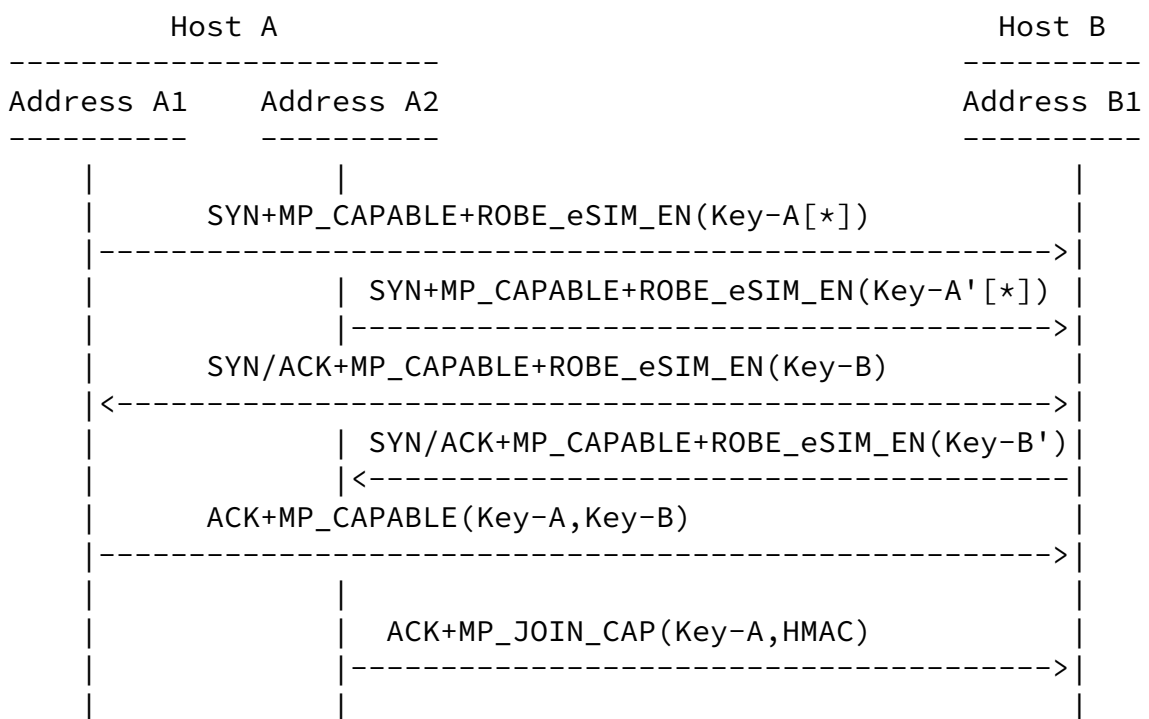 Host A Host B
------------------------ ----------
Address A1 Address A2 Address B1
---------- ---------- ----------
| | |
| SYN+MP_CAPABLE+ROBE_eSIM_EN(Key-A[*]) |
|----------------------------------------------------->|
| | SYN+MP_CAPABLE+ROBE_eSIM_EN(Key-A'[*]) |
| |--------------------------------------->|
| SYN/ACK+MP_CAPABLE+ROBE_eSIM_EN(Key-B) |
|<---------------------------------------------------->|
| | SYN/ACK+MP_CAPABLE+ROBE_eSIM_EN(Key-B')|
| |<---------------------------------------|
| ACK+MP_CAPABLE(Key-A,Key-B) |
|----------------------------------------------------->|
| | |
| | ACK+MP_JOIN_CAP(Key-A,HMAC) |
| |--------------------------------------->|
| | |